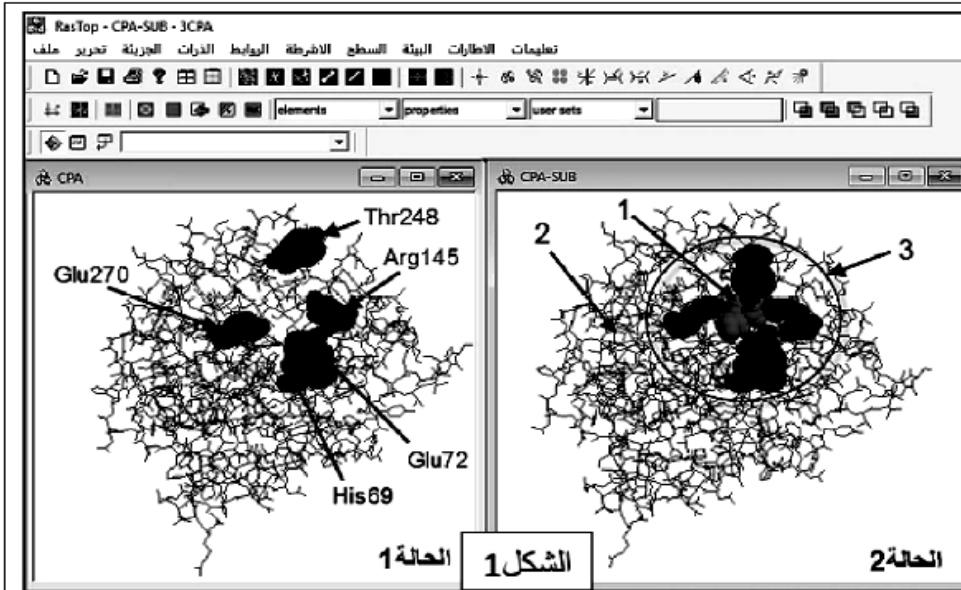 RasTop - CPA-SUB - 3CPA
تعليمات الاطارات البيئة السطح الاشرطة الروابط الذرات الجزيئة تحرير ملف
elements properties user sets
CPA
Thr248
Arg145
Glu270
Glu72
His69
الحالة1
CPA-SUB
1
2
3
الحالة2
الشكل1